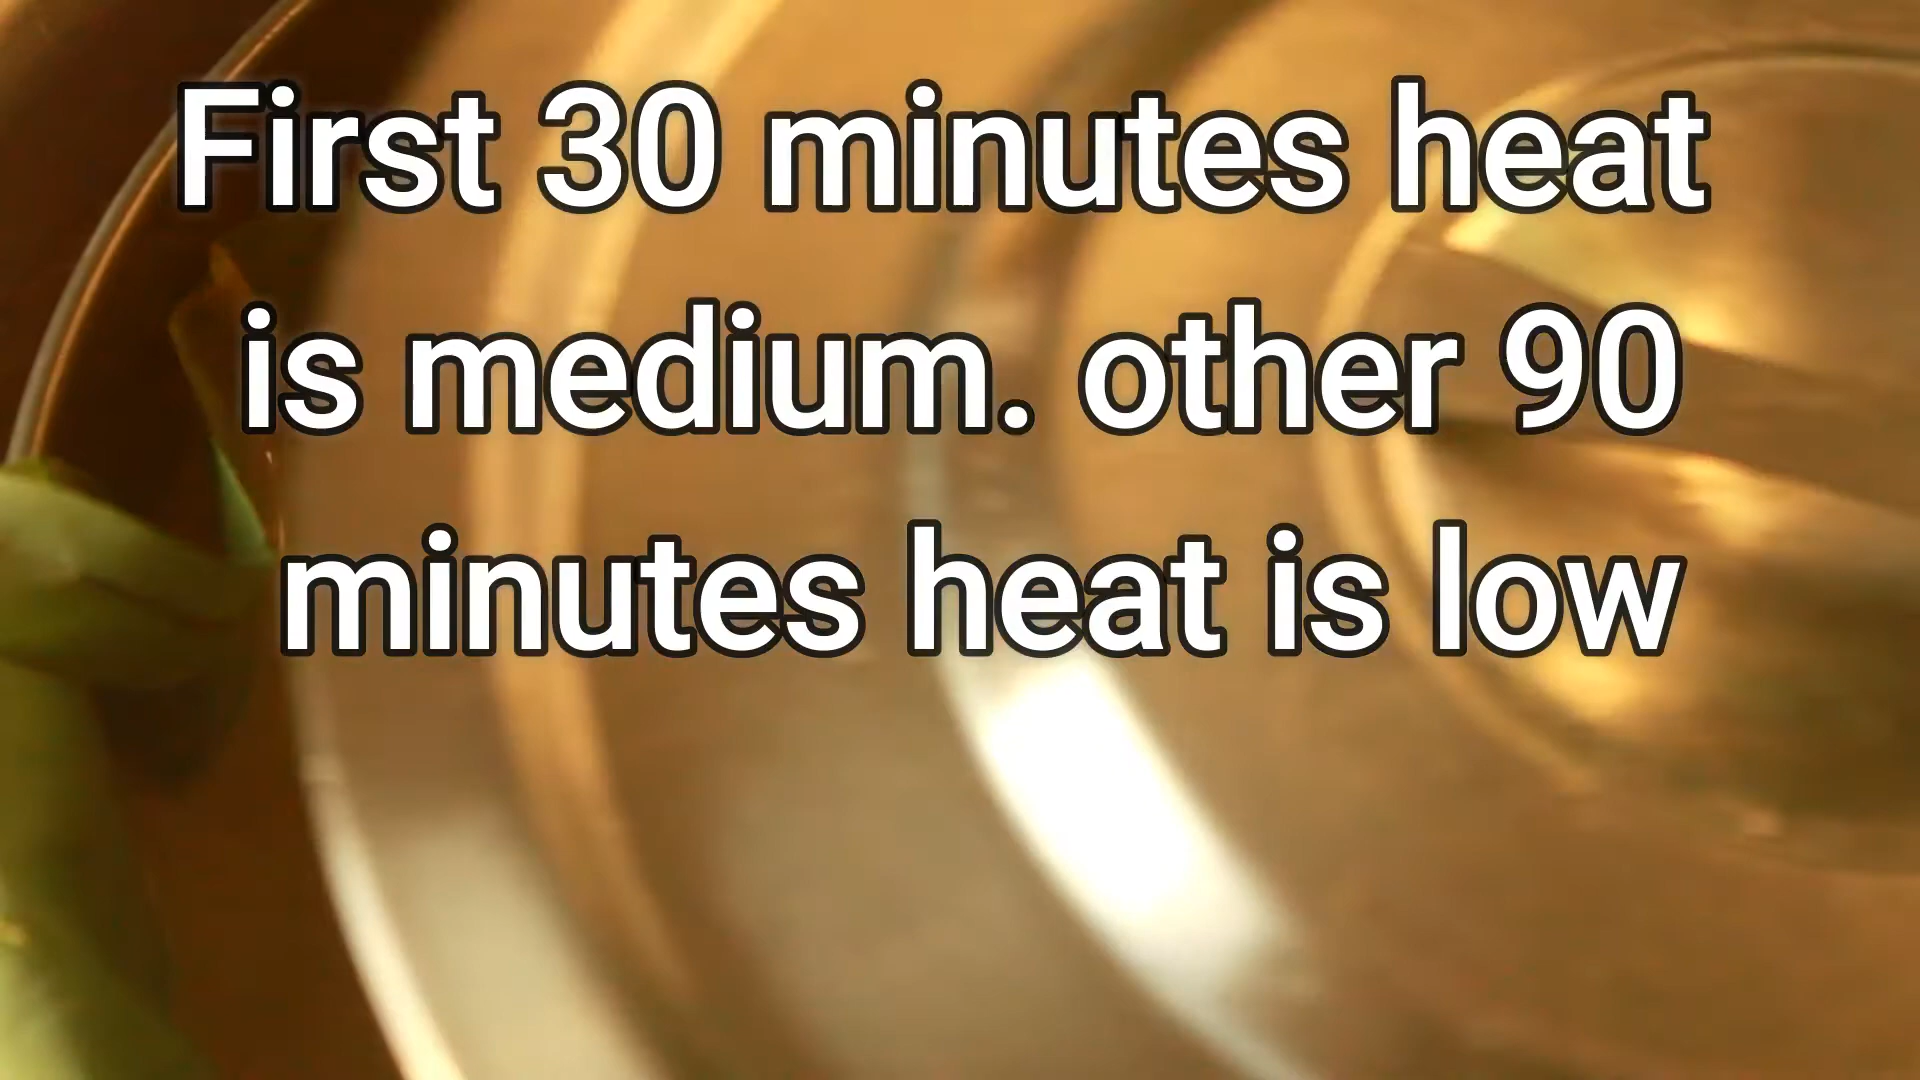 First 30 minutes heat
is medium. other 90
minutes heat is low